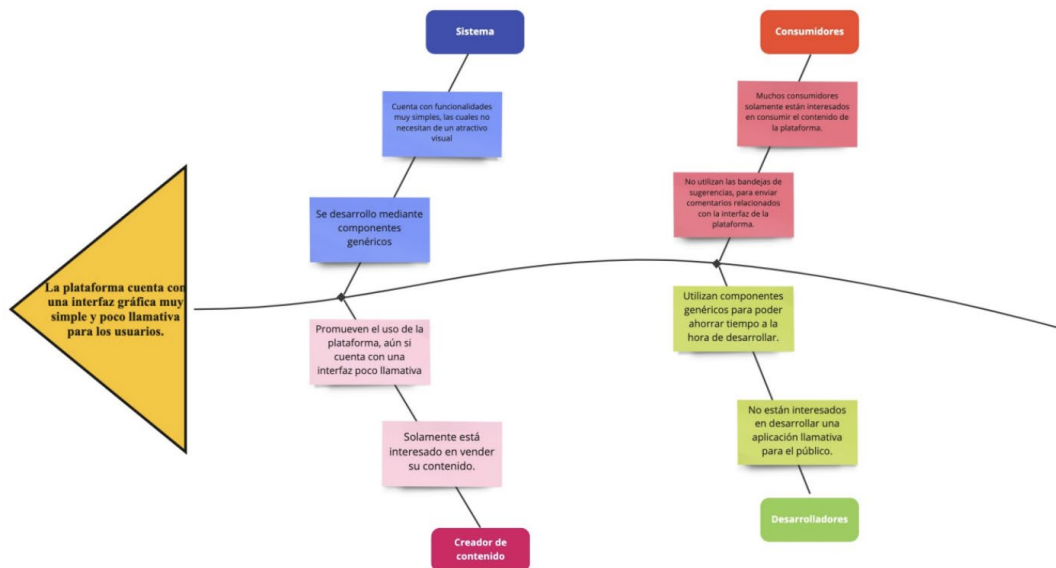 Sistema
Consumidores
Cuenta con funcionalidades
muy simples, las cuales no
necesitan de un atractivo
visual
Muchos consumidores
solamente están interesados
en consumir el contenido de
la plataforma.
Se desarrollo mediante
componentes
genéricos
No utilizan las bandejas de
sugerencias, para enviar
comentarios relacionados
con la interfaz de la
plataforma.
La plataforma cuenta con
una interfaz gráfica muy
simple y poco llamativa
para los usuarios.
Promueven el uso de la
plataforma, aún si
cuenta con una
interfaz poco llamativa
Utilizan componentes
genéricos para poder
ahorrar tiempo a la
hora de desarrollar.
Solamente está
interesado en vender
su contenido.
No están interesados
en desarrollar una
aplicación llamativa
para el público.
Creador de
contenido
Desarrolladores